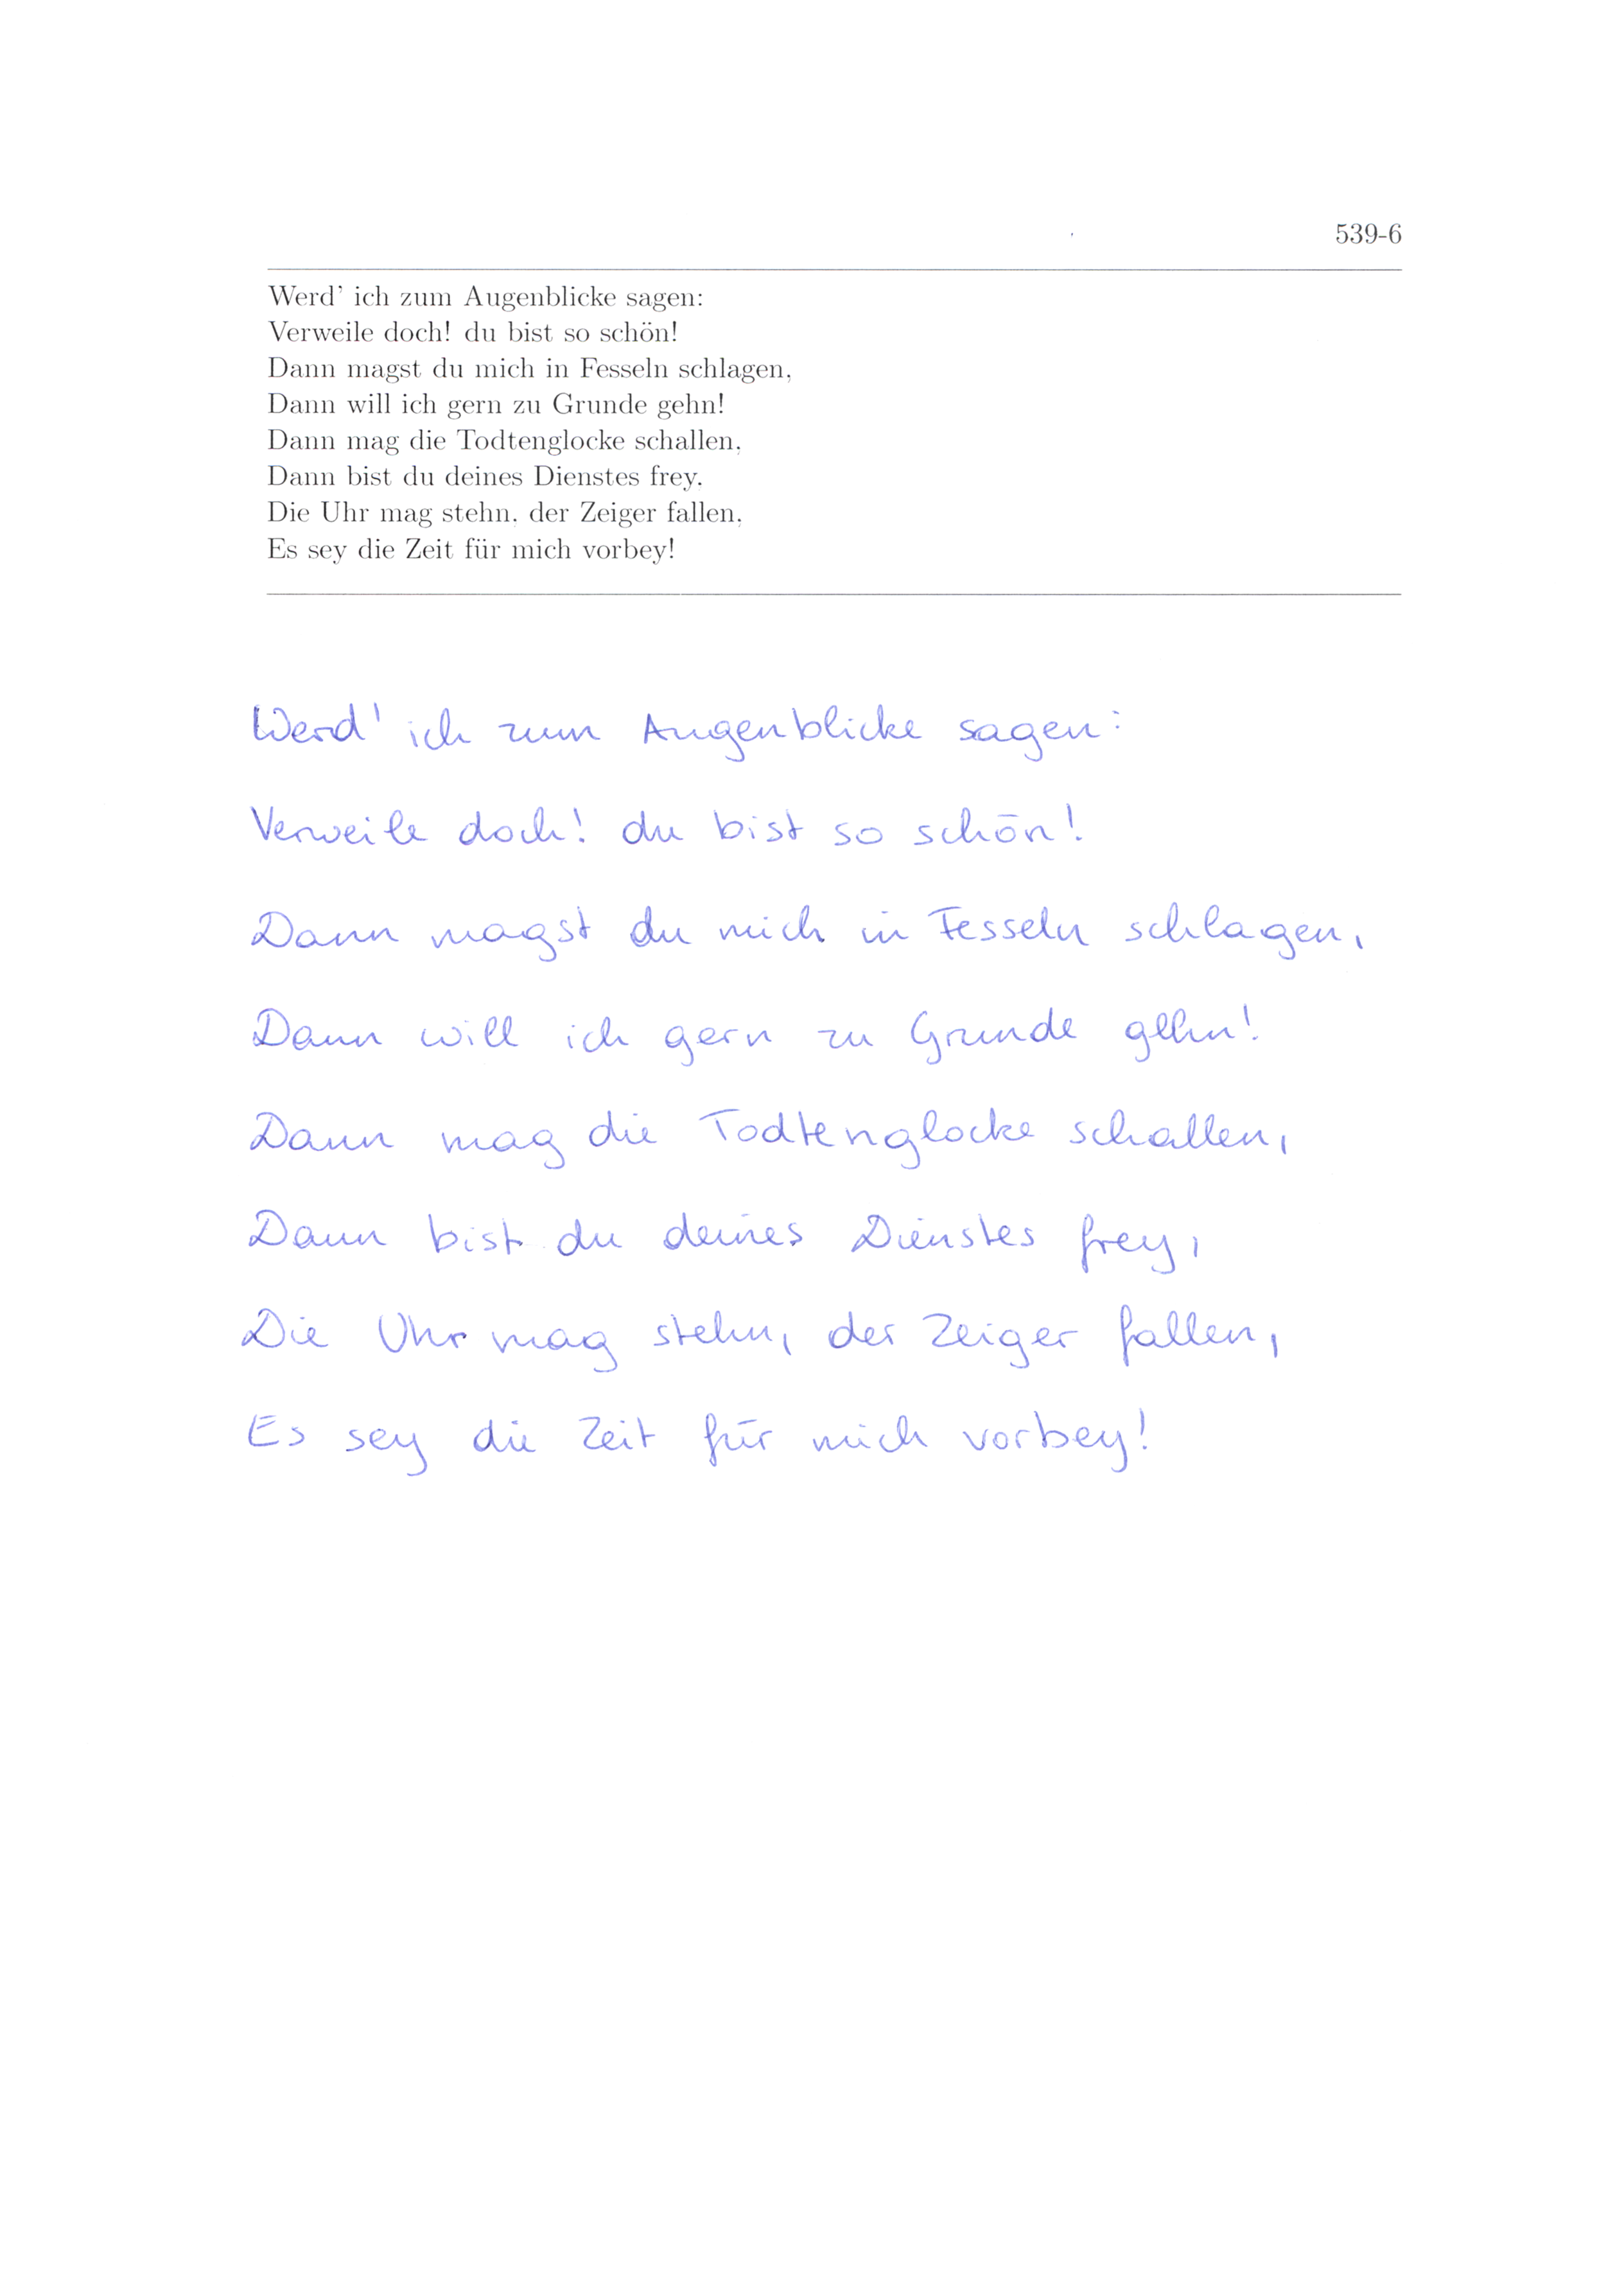 539-6
Werd' ich zum Augenblicke sagen:
Verweile doch! du bist so schön!
Dann magst du mich in Fesseln schlagen,
Dann will ich gern zu Grunde gehn!
Dann mag die Todtenglocke schallen,
Dann bist du deines Dienstes frey.
Die Uhr mag stehn, der Zeiger fallen,
Es sey die Zeit für mich vorbey!
Werd' ich zum Augenblicke sagen:
Verweile doch! du bist so schön!
Dann magst du mich in Fesseln schlagen,
Dann will ich gern zu Grunde gehn!
Dann mag die Todtenglocke schallen,
Dann bist du deines Dienstes frey,
Die Uhr mag stehn, der Zeiger fallen,
Es sey die Zeit für mich vorbey!